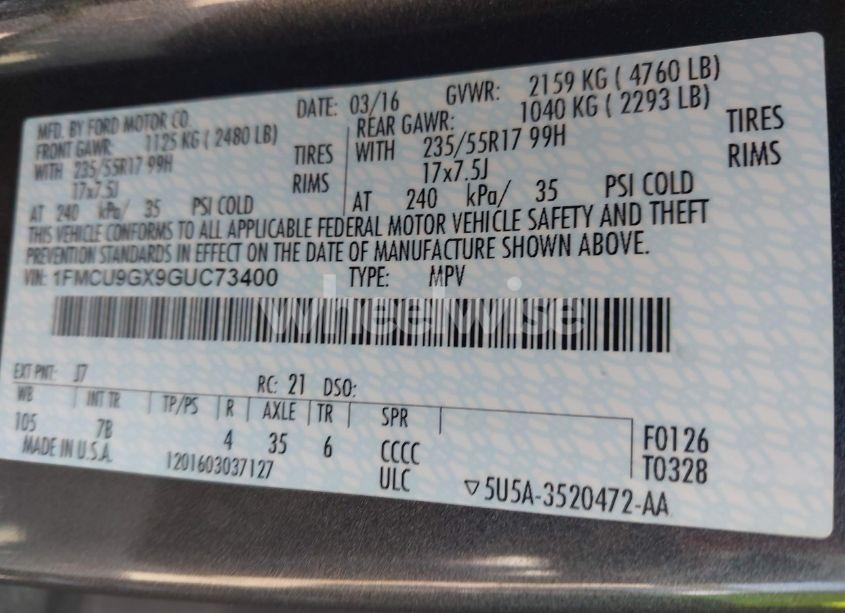 MFD. BY FORD MOTOR CO. DATE: 03/16 GVWR: 2159 KG ( 4760 LB)
FRONT GAWR: 1125 KG ( 2480 LB) REAR GAWR: 1040 KG ( 2293 LB)
WITH 235/55R17 99H TIRES WITH 235/55R17 99H TIRES
17x7.5J RIMS 17x7.5J RIMS
AT 240 kPa/ 35 PSI COLD AT 240 kPa/ 35 PSI COLD
THIS VEHICLE CONFORMS TO ALL APPLICABLE FEDERAL MOTOR VEHICLE SAFETY AND THEFT
PREVENTION STANDARDS IN EFFECT ON THE DATE OF MANUFACTURE SHOWN ABOVE.
VIN: 1FMCU9GX9GUC73400 TYPE: MPV
wheelwise
EXT PNT: J7 RC: 21 DSO:
WB INT TR TP/PS R AXLE TR SPR
105 7B 4 35 6 CCCC F0126
MADE IN U.S.A. 1201603037127 ULC T0328
▽5U5A-3520472-AA